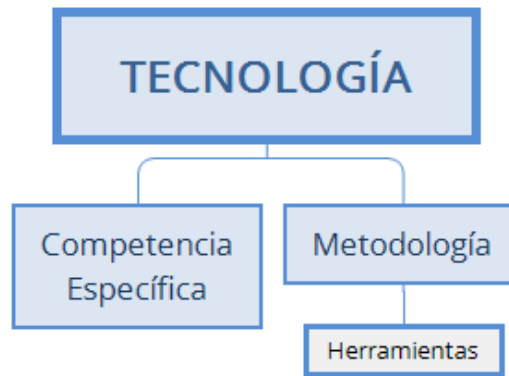 TECNOLOGÍA
Competencia
Específica
Metodología
Herramientas